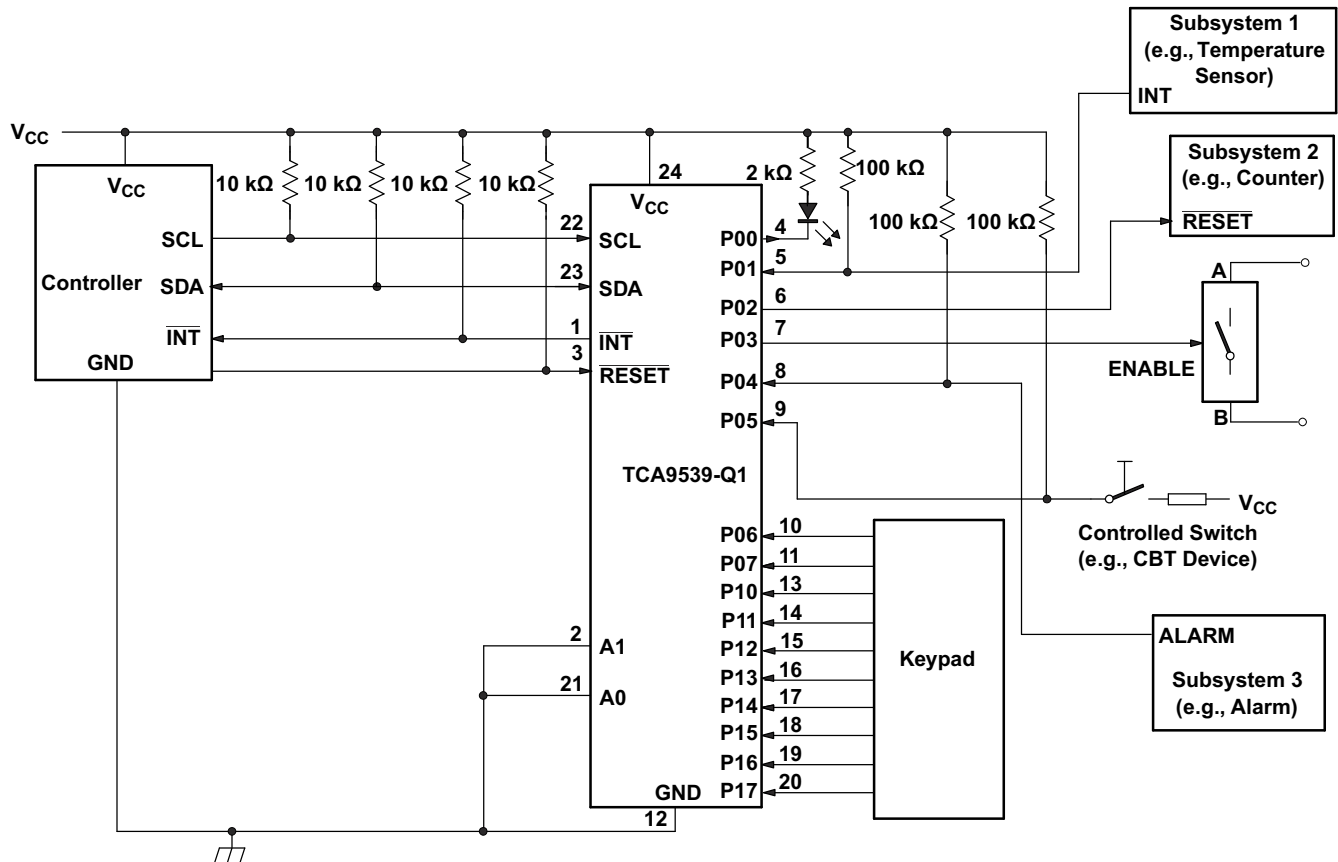 Subsystem 1
(e.g., Temperature
Sensor)
INT
V_CC
Subsystem 2
(e.g., Counter)
RESET
V_CC
10 kΩ
10 kΩ
10 kΩ
10 kΩ
24
V_CC
2 kΩ
100 kΩ
100 kΩ
100 kΩ
Controller
SCL
SDA
INT
GND
22
23
1
3
SCL
SDA
INT
RESET
TCA9539-Q1
2
21
A1
A0
GND
12
P00
P01
P02
P03
P04
P05
P06
P07
P10
P11
P12
P13
P14
P15
P16
P17
4
5
6
7
8
9
10
11
13
14
15
16
17
18
19
20
A
ENABLE
B
V_CC
Controlled Switch
(e.g., CBT Device)
Keypad
ALARM
Subsystem 3
(e.g., Alarm)